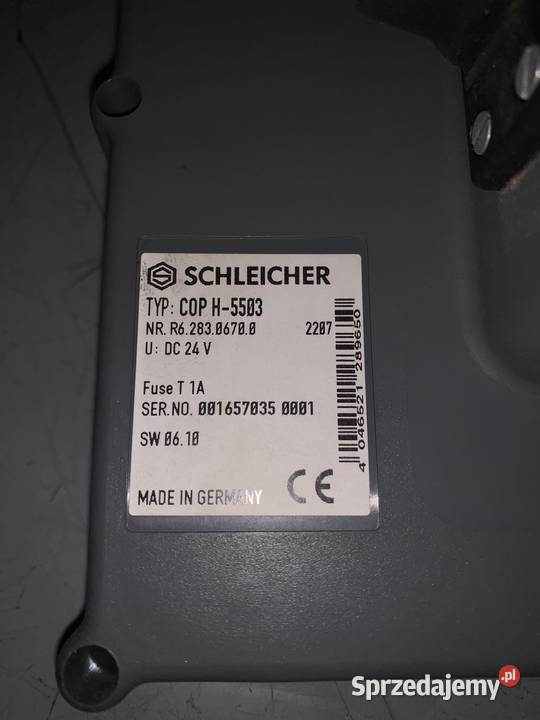 SCHLEICHER
TYP: COP H-5503
NR. R6.283.0670.0 2207
U: DC 24 V
Fuse T 1A
SER.NO. 001657035 0001
SW 06.10
MADE IN GERMANY CE
4 046521 289650
Sprzedajemy.pl